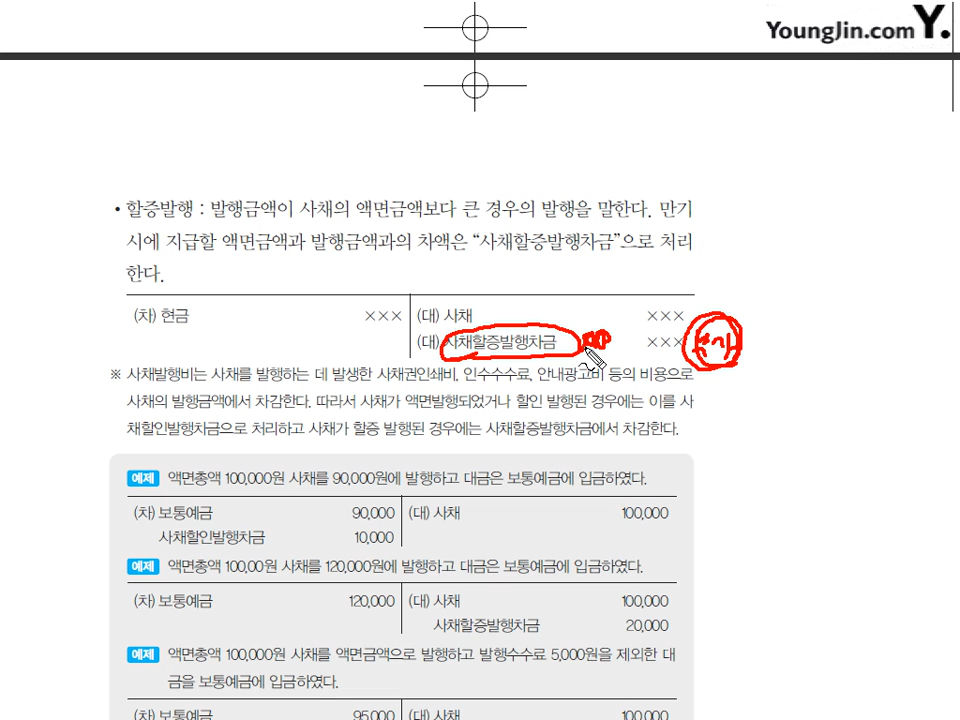 YoungJin.com Y.
• 할증발행 : 발행금액이 사채의 액면금액보다 큰 경우의 발행을 말한다. 만기
시에 지급할 액면금액과 발행금액과의 차액은 “사채할증발행차금”으로 처리
한다.
(차) 현금 ××× (대) 사채 ×××
(대) 사채할증발행차금 ×××
※ 사채발행비는 사채를 발행하는 데 발생한 사채권인쇄비, 인수수수료, 안내광고비 등의 비용으로
사채의 발행금액에서 차감한다. 따라서 사채가 액면발행되었거나 할인 발행된 경우에는 이를 사
채할인발행차금으로 처리하고 사채가 할증 발행된 경우에는 사채할증발행차금에서 차감한다.
예제 액면총액 100,000원 사채를 90,000원에 발행하고 대금은 보통예금에 입금하였다.
(차) 보통예금 90,000 (대) 사채 100,000
사채할인발행차금 10,000
예제 액면총액 100,00원 사채를 120,000원에 발행하고 대금은 보통예금에 입금하였다.
(차) 보통예금 120,000 (대) 사채 100,000
사채할증발행차금 20,000
예제 액면총액 100,000원 사채를 액면금액으로 발행하고 발행수수료 5,000원을 제외한 대
금을 보통예금에 입금하였다.
(차) 보통예금 95,000 (대) 사채 100,000